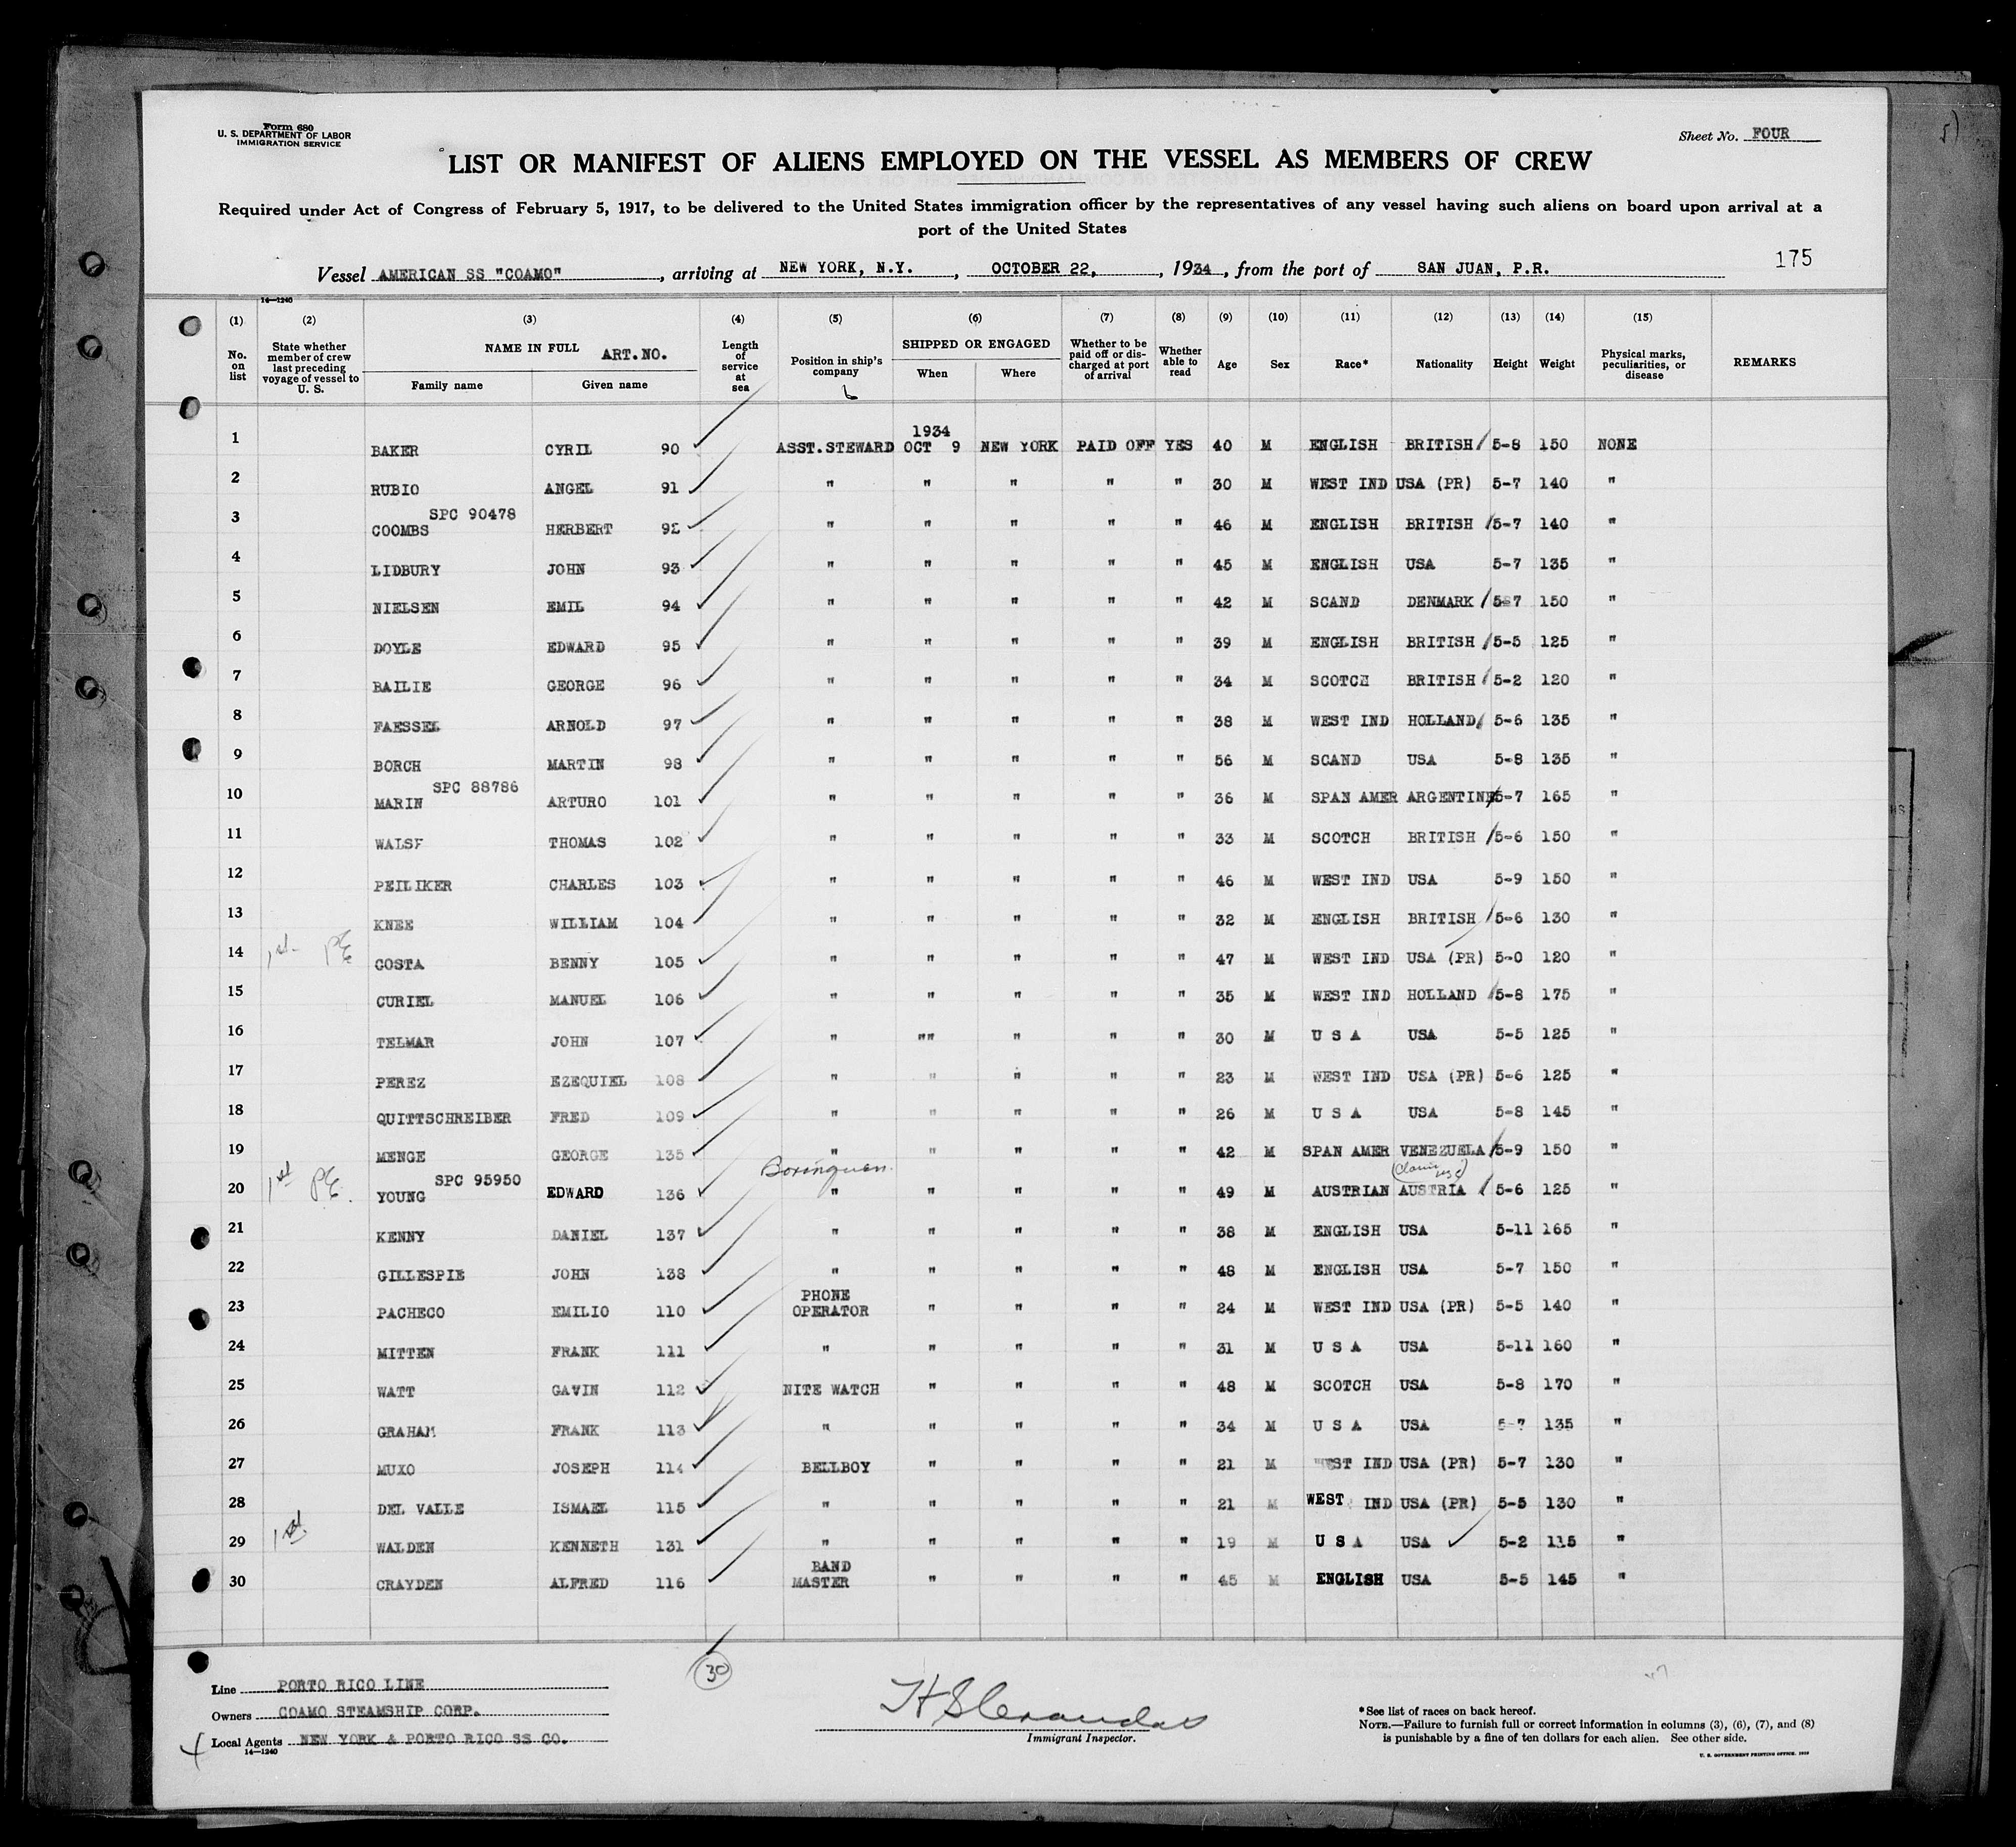 Form 680
U. S. DEPARTMENT OF LABOR
IMMIGRATION SERVICE
Sheet No. FOUR
LIST OR MANIFEST OF ALIENS EMPLOYED ON THE VESSEL AS MEMBERS OF CREW
Required under Act of Congress of February 5, 1917, to be delivered to the United States immigration officer by the representatives of any vessel having such aliens on board upon arrival at a
port of the United States
175
Vessel AMERICAN SS "COAMO", arriving at NEW YORK, N.Y., OCTOBER 22, 1934, from the port of SAN JUAN, P.R.
14—1240
(1) (2) (3) (4) (5) (6) (7) (8) (9) (10) (11) (12) (13) (14) (15)
No. on list State whether member of crew last preceding voyage of vessel to U. S. NAME IN FULL ART.NO. Length of service at sea Position in ship's company SHIPPED OR ENGAGED Whether to be paid off or discharged at port of arrival Whether able to read Age Sex Race* Nationality Height Weight Physical marks, peculiarities, or disease REMARKS
Family name Given name When Where
1 BAKER CYRIL 90 ASST.STEWARD 1934 OCT 9 NEW YORK PAID OFF YES 40 M ENGLISH BRITISH 5-8 150 NONE
2 RUBIO ANGEL 91 " " " " " 30 M WEST IND USA (PR) 5-7 140 "
3 COOMBS SPC 90478 HERBERT 92 " " " " " 46 M ENGLISH BRITISH 5-7 140 "
4 LIDBURY JOHN 93 " " " " " 45 M ENGLISH USA 5-7 135 "
5 NIELSEN EMIL 94 " " " " " 42 M SCAND DENMARK 5-7 150 "
6 DOYLE EDWARD 95 " " " " " 39 M ENGLISH BRITISH 5-5 125 "
7 BAILIE GEORGE 96 " " " " " 34 M SCOTCH BRITISH 5-2 120 "
8 FAESSEL ARNOLD 97 " " " " " 38 M WEST IND HOLLAND 5-6 135 "
9 BORCH MARTIN 98 " " " " " 56 M SCAND USA 5-8 135 "
10 MARIN SPC 88786 ARTURO 101 " " " " " 36 M SPAN AMER ARGENTINE 5-7 165 "
11 WALSF THOMAS 102 " " " " " 33 M SCOTCH BRITISH 5-6 150 "
12 PEILIKER CHARLES 103 " " " " " 46 M WEST IND USA 5-9 150 "
13 KNEE WILLIAM 104 " " " " " 32 M ENGLISH BRITISH 5-6 130 "
14 1st PE COSTA BENNY 105 " " " " " 47 M WEST IND USA (PR) 5-0 120 "
15 CURIEL MANUEL 106 " " " " " 35 M WEST IND HOLLAND 5-8 175 "
16 TELMAR JOHN 107 " "" " " " 30 M U S A USA 5-5 125 "
17 PEREZ EZEQUIEL 108 " " " " " 23 M WEST IND USA (PR) 5-6 125 "
18 QUITTSCHREIBER FRED 109 " " " " " 26 M U S A USA 5-8 145 "
19 MENGE GEORGE 135 " " " " " 42 M SPAN AMER VENEZUELA 5-9 150 "
20 1st PE. YOUNG SPC 95950 EDWARD 136 Borinquen " " " " " 49 M AUSTRIAN AUSTRIA 5-6 125 "
21 KENNY DANIEL 137 " " " " " 38 M ENGLISH USA 5-11 165 "
22 GILLESPIE JOHN 138 " " " " " 48 M ENGLISH USA 5-7 150 "
23 PACHECO EMILIO 110 PHONE OPERATOR " " " " 24 M WEST IND USA (PR) 5-5 140 "
24 MITTEN FRANK 111 " " " " " 31 M U S A USA 5-11 160 "
25 WATT GAVIN 112 NITE WATCH " " " " 48 M SCOTCH USA 5-8 170 "
26 GRAHAM FRANK 113 " " " " " 34 M U S A USA 5-7 135 "
27 MUXO JOSEPH 114 BELLBOY " " " " 21 M WEST IND USA (PR) 5-7 130 "
28 DEL VALLE ISMAEL 115 " " " " " 21 M WEST IND USA (PR) 5-5 130 "
29 1st WALDEN KENNETH 131 " " " " " 19 M U S A USA 5-2 115 "
30 CRAYDEN ALFRED 116 BAND MASTER " " " " 45 M ENGLISH USA 5-5 145 "
30
Line PORTO RICO LINE
Owners COAMO STEAMSHIP CORP.
Local Agents NEW YORK & PORTO RICO SS CO.
14—1240
Immigrant Inspector.
*See list of races on back hereof.
NOTE.—Failure to furnish full or correct information in columns (3), (6), (7), and (8)
is punishable by a fine of ten dollars for each alien. See other side.
U. S. GOVERNMENT PRINTING OFFICE.